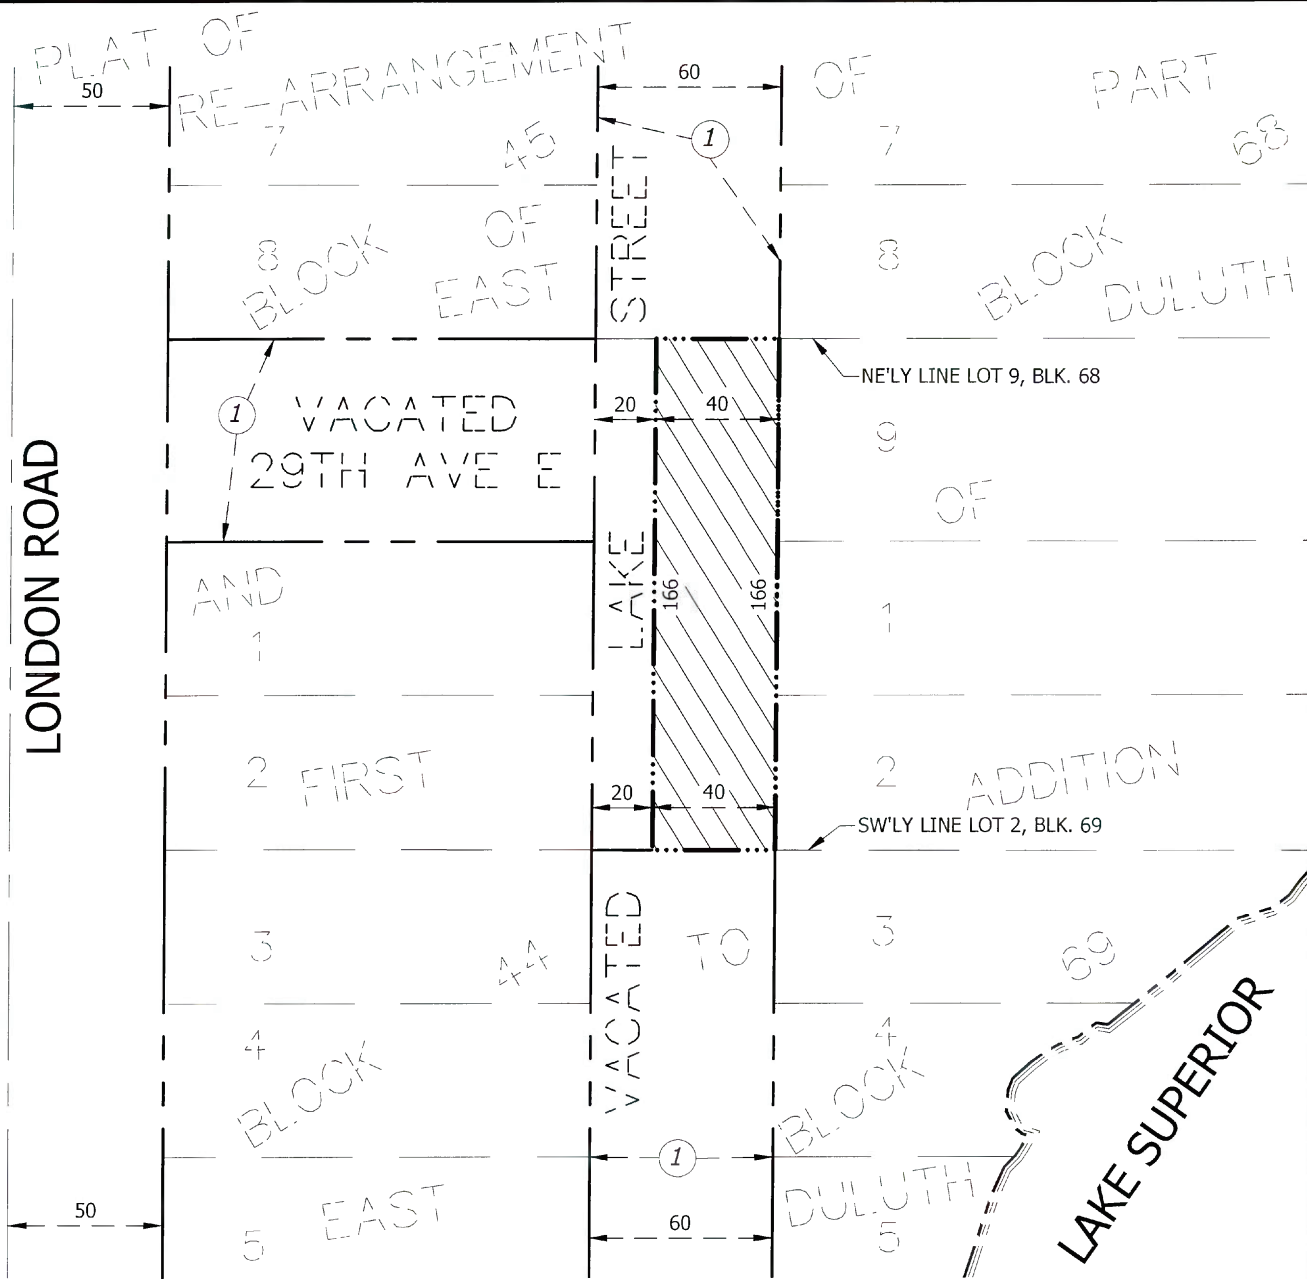 PLAT OF
RE-ARRANGEMENT
OF
PART
50
60
1
7
45
7
68
STREET
8
BLOCK
OF
EAST
8
BLOCK
DULUTH
NE'LY LINE LOT 9, BLK. 68
1
VACATED
29TH AVE E
20
40
9
OF
LONDON ROAD
LAKE
166
166
AND
1
1
2
FIRST
2
ADDITION
20
40
SW'LY LINE LOT 2, BLK. 69
VACATED
3
44
TO
3
69
4
BLOCK
4
BLOCK
LAKE SUPERIOR
1
50
EAST
5
60
DULUTH
5